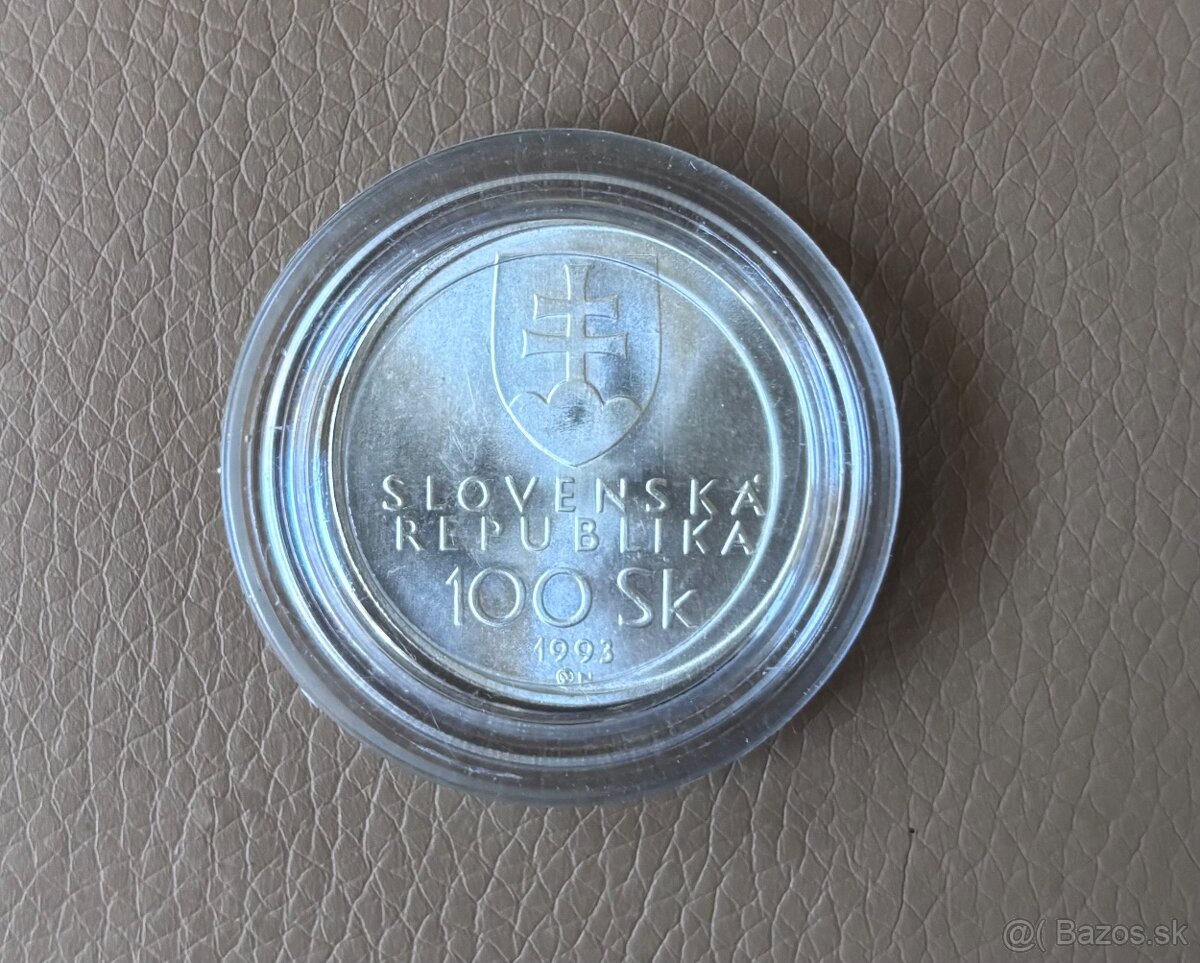 SLOVENSKÁ
REPUBLIKA
100 Sk
1993
@( Bazos.sk